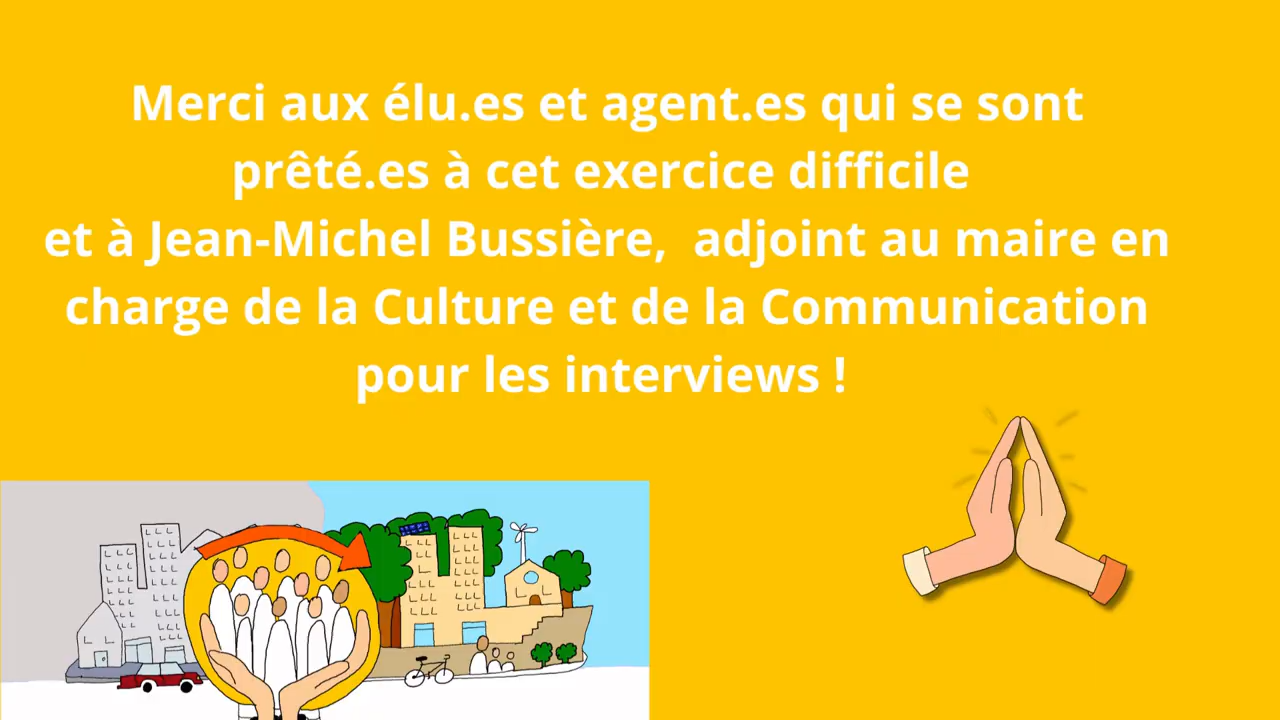 Merci aux élu.es et agent.es qui se sont
prêté.es à cet exercice difficile
et à Jean-Michel Bussière,  adjoint au maire en
charge de la Culture et de la Communication
pour les interviews !